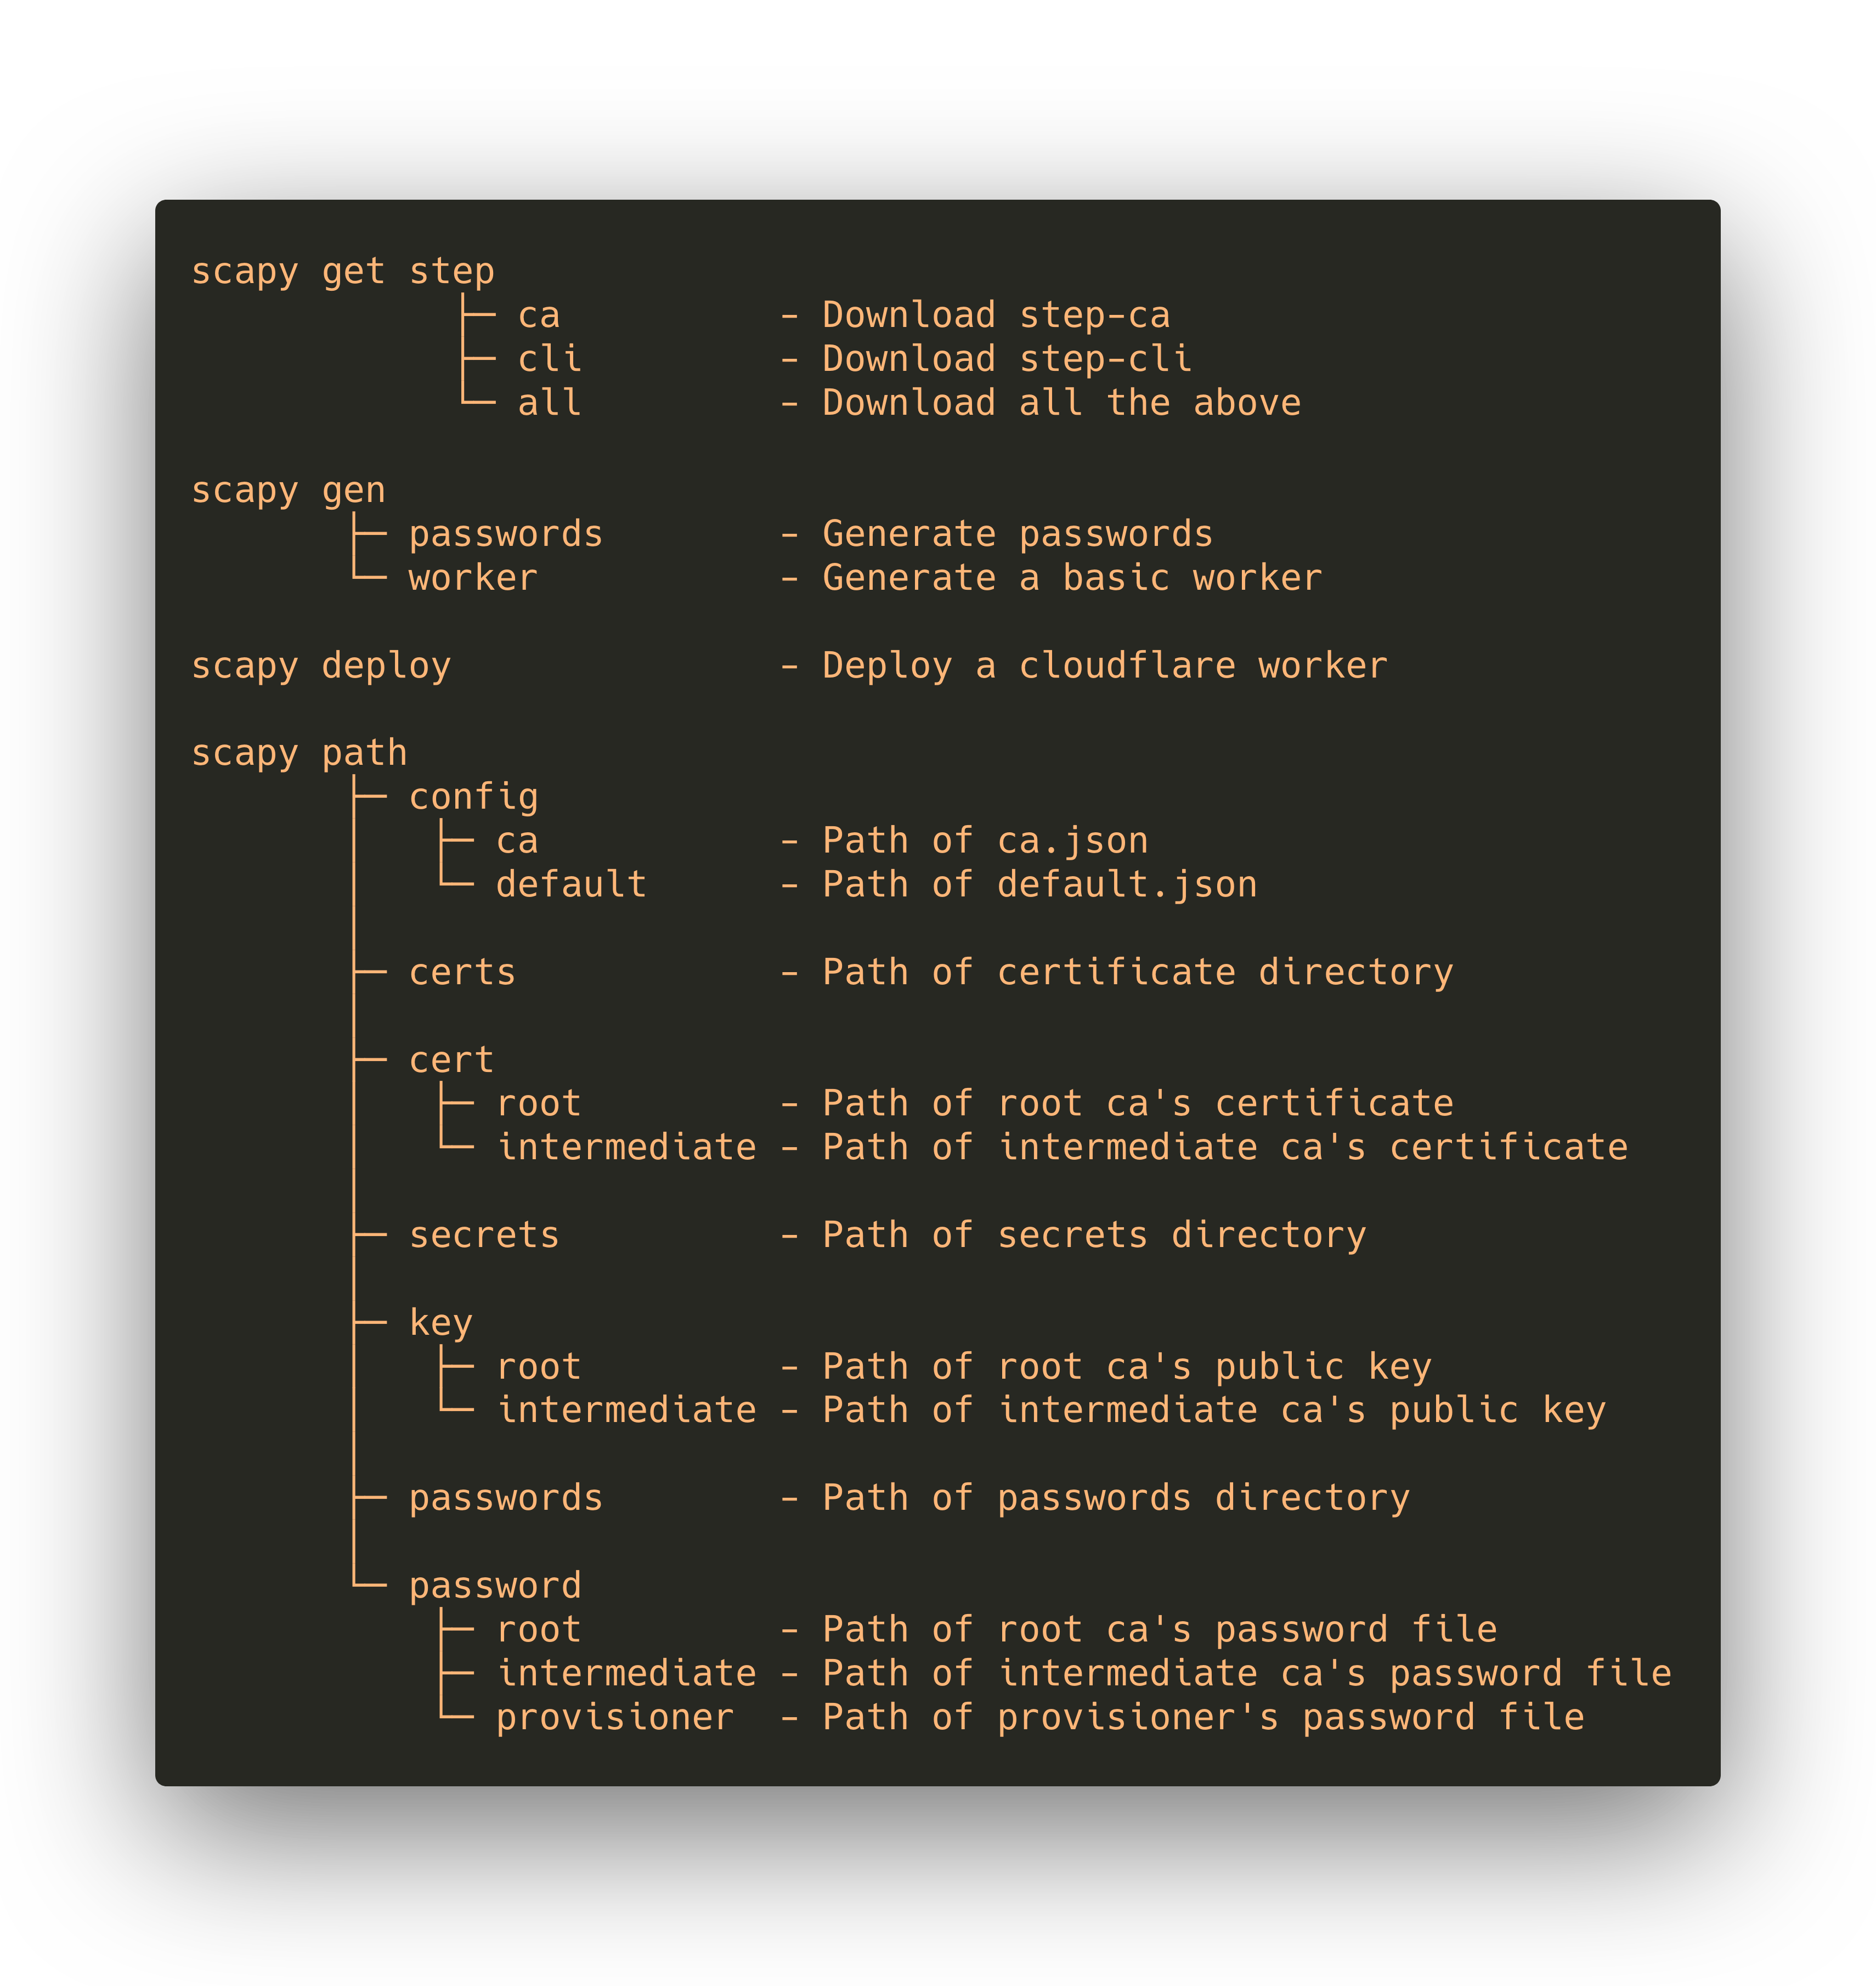 scapy get step
            ├─ ca          - Download step-ca
            ├─ cli         - Download step-cli
            └─ all         - Download all the above
scapy gen
       ├─ passwords        - Generate passwords
       └─ worker           - Generate a basic worker
scapy deploy               - Deploy a cloudflare worker
scapy path
       ├─ config
       │   ├─ ca           - Path of ca.json
       │   └─ default      - Path of default.json
       │
       ├─ certs            - Path of certificate directory
       │
       ├─ cert
       │   ├─ root         - Path of root ca's certificate
       │   └─ intermediate - Path of intermediate ca's certificate
       │
       ├─ secrets          - Path of secrets directory
       │
       ├─ key
       │   ├─ root         - Path of root ca's public key
       │   └─ intermediate - Path of intermediate ca's public key
       │
       ├─ passwords        - Path of passwords directory
       │
       └─ password
           ├─ root         - Path of root ca's password file
           ├─ intermediate - Path of intermediate ca's password file
           └─ provisioner  - Path of provisioner's password file